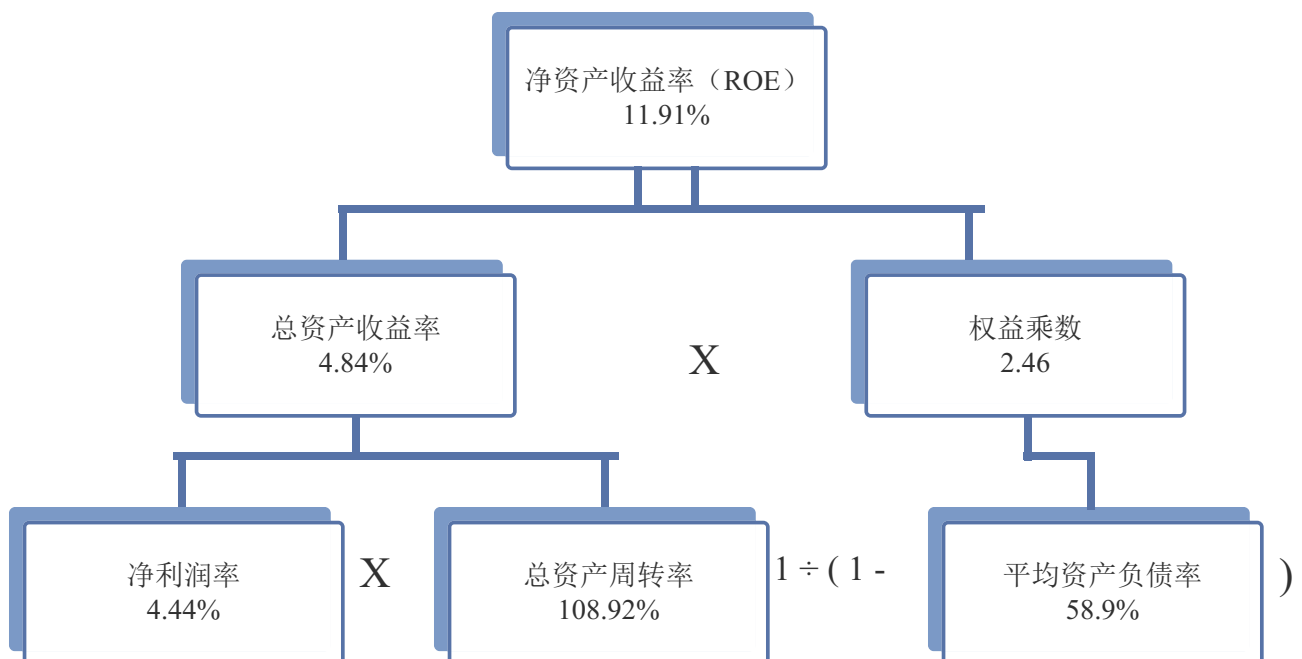 净资产收益率（ROE）
11.91%
总资产收益率
4.84%
X
权益乘数
2.46
净利润率
4.44%
X
总资产周转率
108.92%
1 ÷ ( 1 -
平均资产负债率
58.9%
)